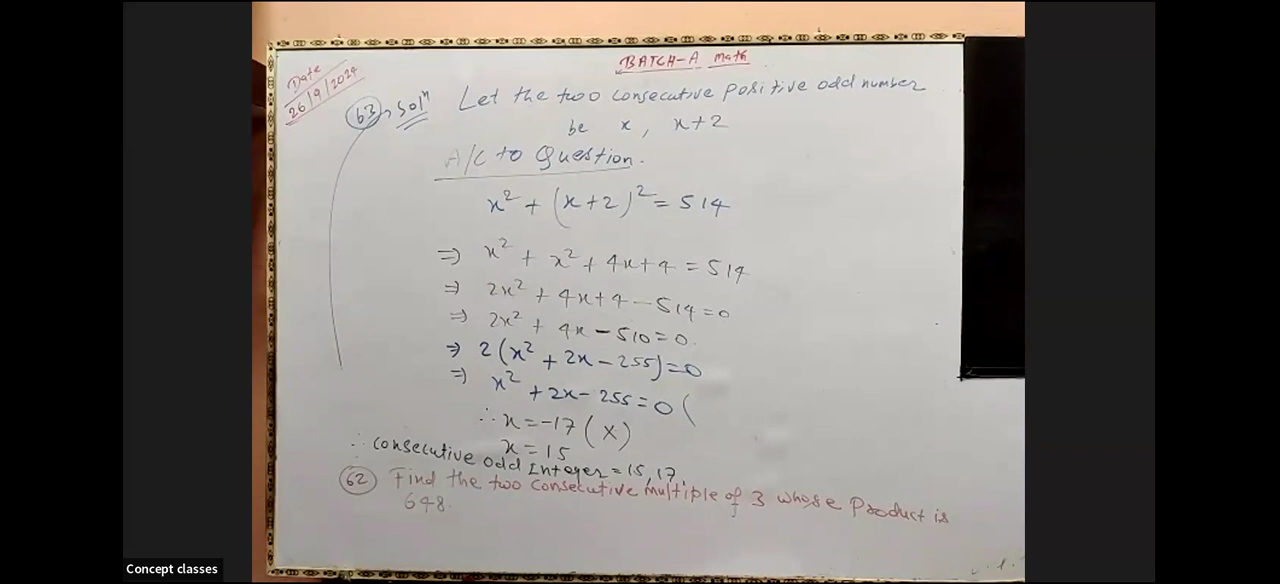 BATCH-A Math
Date
26/9/2024
63 → Solⁿ Let the two consecutive positive odd number
be x, x+2
A/C to Question.
x² + (x+2)² = 514
⇒ x² + x² + 4x + 4 = 514
⇒ 2x² + 4x + 4 - 514 = 0
⇒ 2x² + 4x - 510 = 0.
⇒ 2(x² + 2x - 255) = 0
⇒ x² + 2x - 255 = 0 (
∴ x = -17 (X)
x = 15
∴ consecutive odd Integer = 15, 17.
62 Find the two consecutive multiple of 3 whose Product is
648.
Concept classes